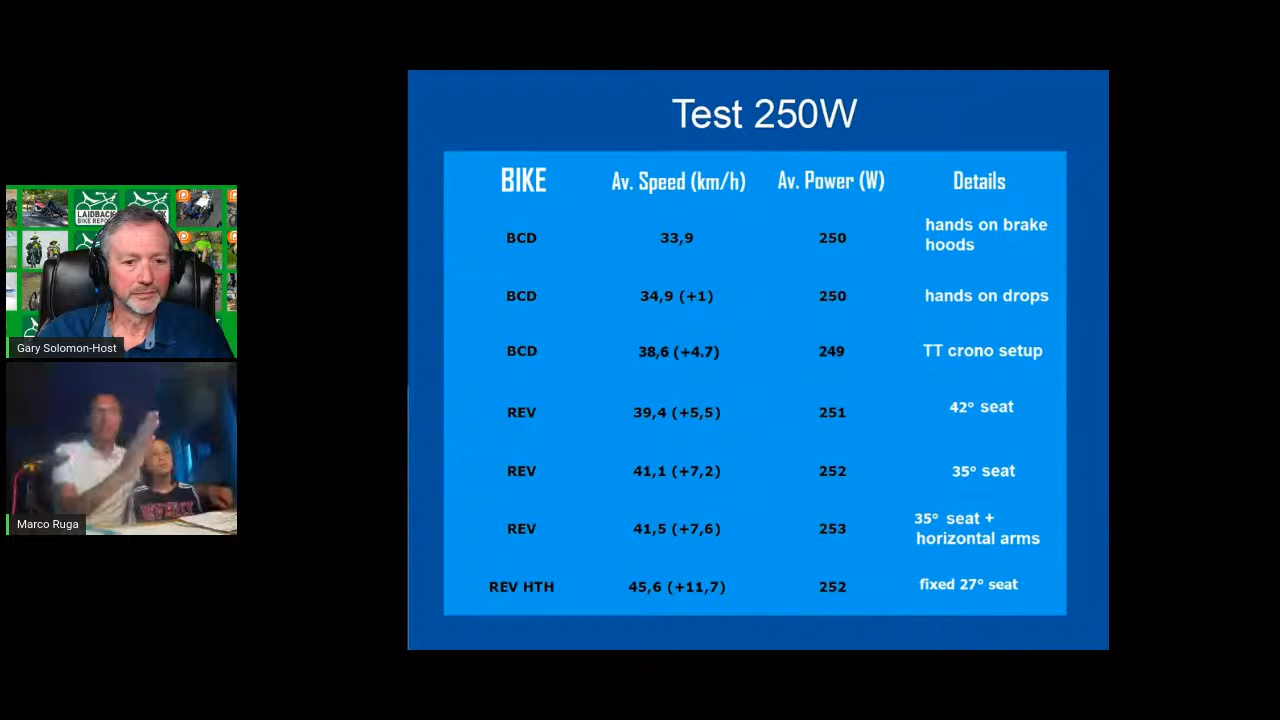 Test 250W
BIKE Av. Speed (km/h) Av. Power (W) Details
BCD 33,9 250 hands on brake
hoods
BCD 34,9 (+1) 250 hands on drops
BCD 38,6 (+4.7) 249 TT crono setup
REV 39,4 (+5,5) 251 42° seat
REV 41,1 (+7,2) 252 35° seat
REV 41,5 (+7,6) 253 35° seat +
horizontal arms
REV HTH 45,6 (+11,7) 252 fixed 27° seat
LAIDBACK
BIKE REPO
Gary Solomon-Host
Marco Ruga